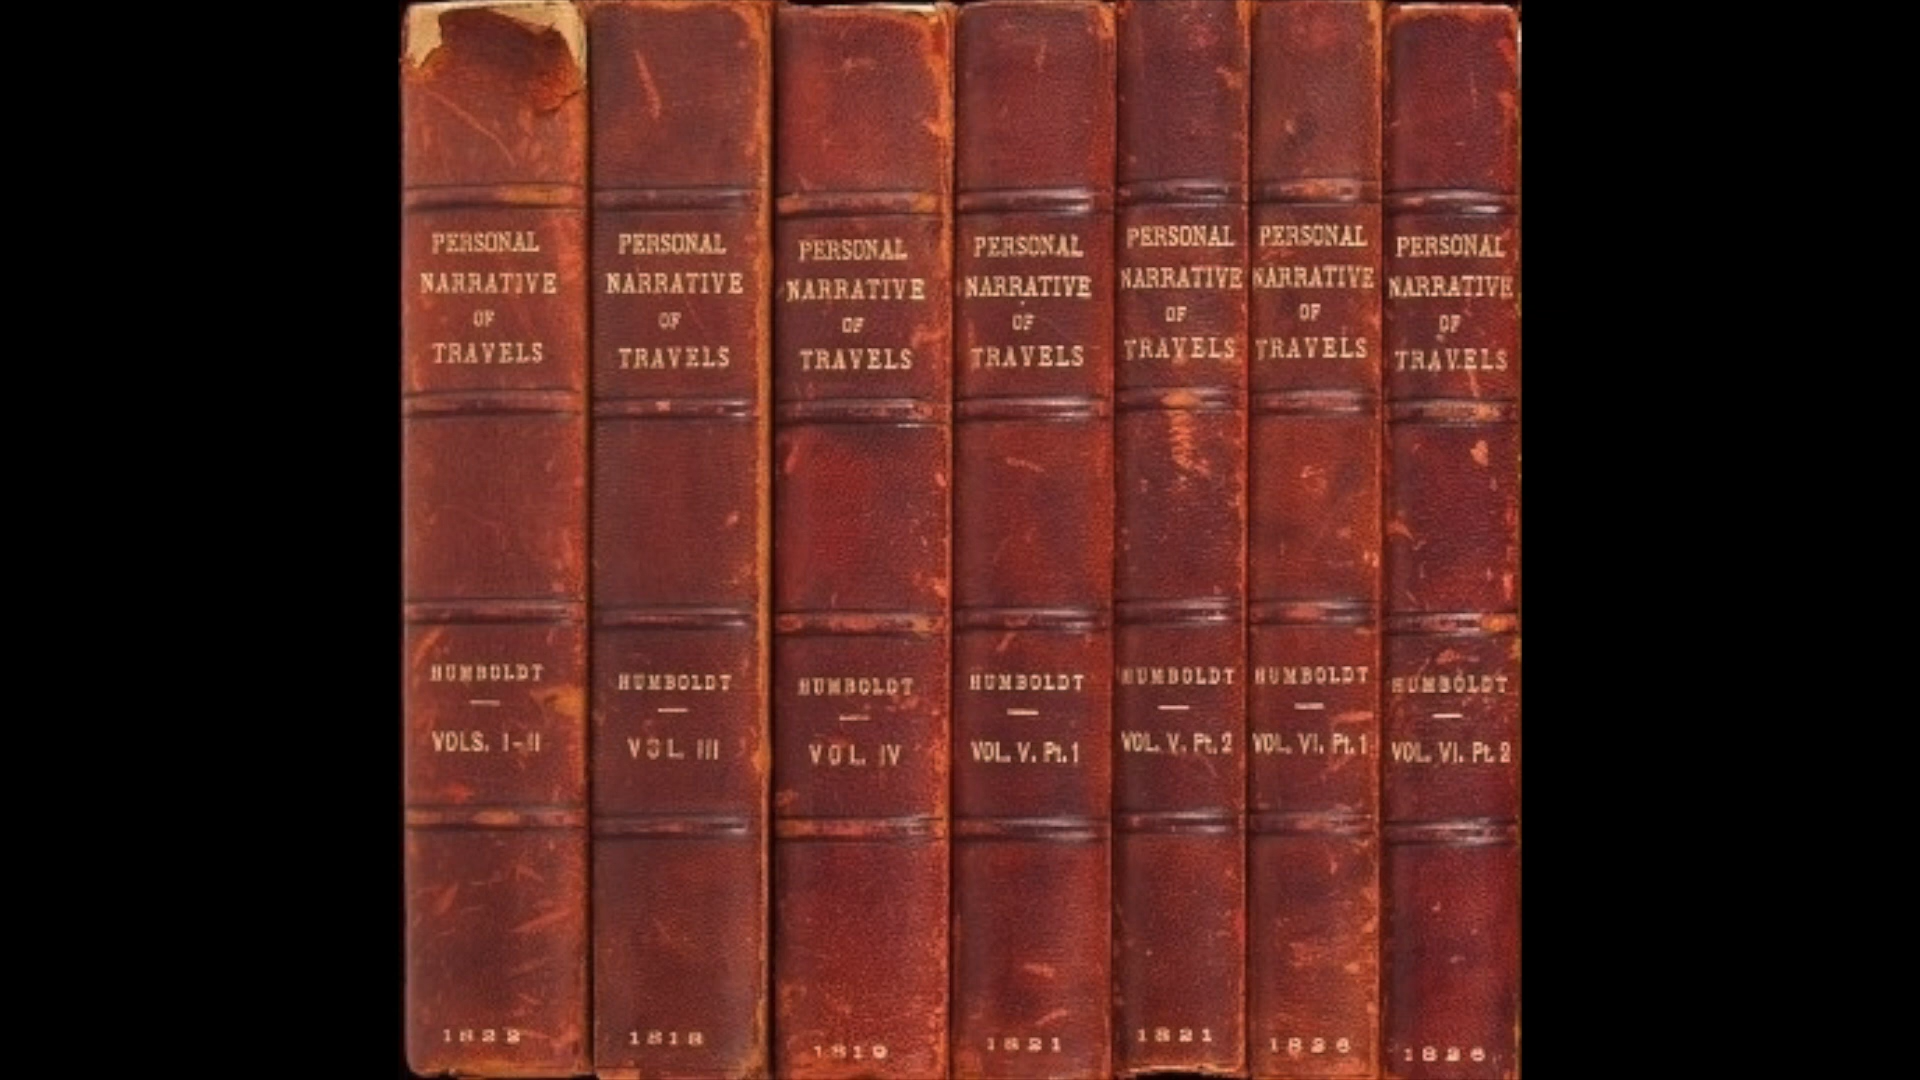 PERSONAL
NARRATIVE
OF
TRAVELS
HUMBOLDT
VOLS. I-II
1822
PERSONAL
NARRATIVE
OF
TRAVELS
HUMBOLDT
VOL. III
1818
PERSONAL
NARRATIVE
OF
TRAVELS
HUMBOLDT
VOL. IV
1819
PERSONAL
NARRATIVE
OF
TRAVELS
HUMBOLDT
VOL. V. Pt. 1
1821
PERSONAL
NARRATIVE
OF
TRAVELS
HUMBOLDT
VOL. V. Pt. 2
1821
PERSONAL
NARRATIVE
OF
TRAVELS
HUMBOLDT
VOL. VI. Pt. 1
1826
PERSONAL
NARRATIVE
OF
TRAVELS
HUMBOLDT
VOL. VI. Pt. 2
1826